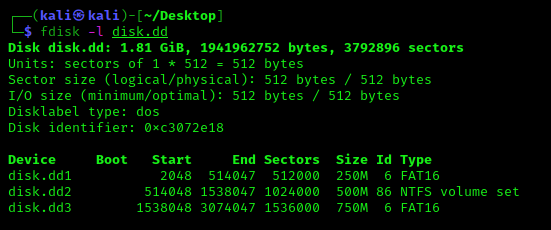 ┌──(kali㉿kali)-[~/Desktop]
└─$ fdisk -l disk.dd
Disk disk.dd: 1.81 GiB, 1941962752 bytes, 3792896 sectors
Units: sectors of 1 * 512 = 512 bytes
Sector size (logical/physical): 512 bytes / 512 bytes
I/O size (minimum/optimal): 512 bytes / 512 bytes
Disklabel type: dos
Disk identifier: 0xc3072e18

Device     Boot   Start     End Sectors  Size Id Type
disk.dd1           2048  514047  512000  250M  6 FAT16
disk.dd2         514048 1538047 1024000  500M 86 NTFS volume set
disk.dd3        1538048 3074047 1536000  750M  6 FAT16